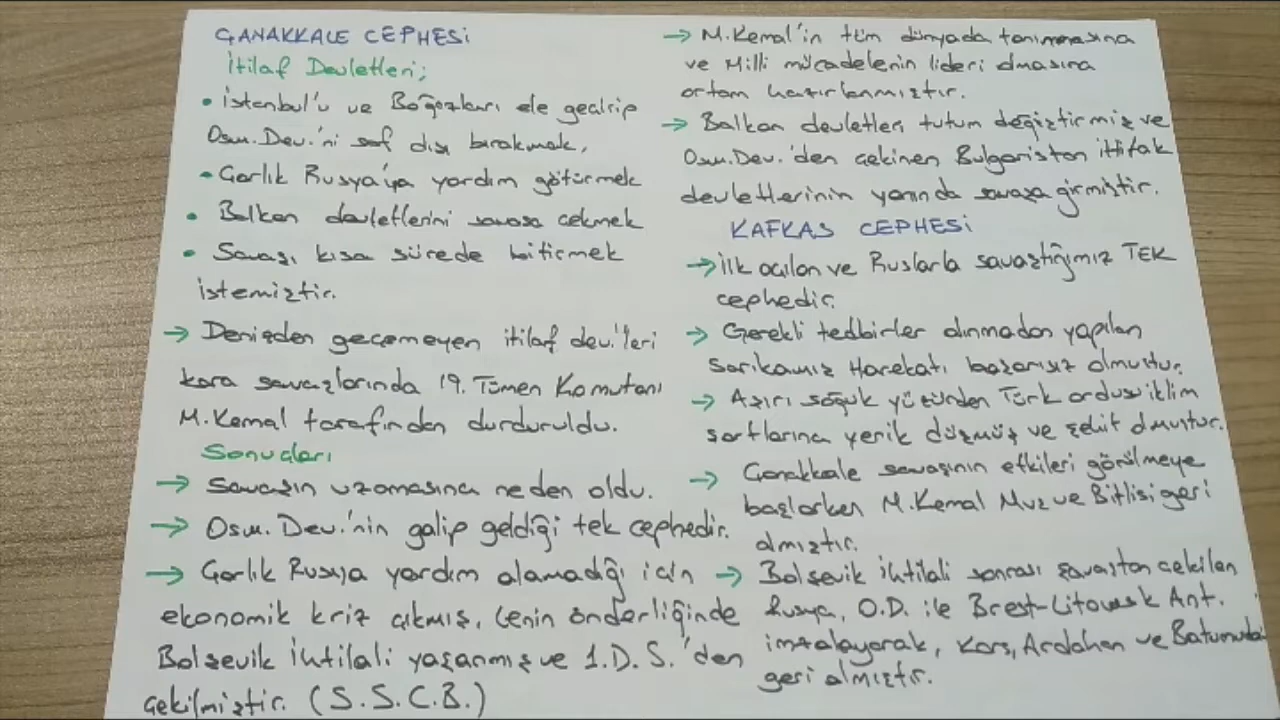 ÇANAKKALE CEPHESİ
İtilaf Devletleri;
• İstanbul'u ve Boğazları ele geçirip
Osm. Dev.'ni saf dışı bırakmak,
• Çarlık Rusya'ya yardım götürmek
• Balkan devletlerini savaşa çekmek
• Savaşı kısa sürede bitirmek
istemiştir.
→ Denizden geçemeyen itilaf dev.'leri
kara savaşlarında 19. Tümen Komutanı
M.Kemal tarafından durduruldu.
Sonuçları
→ Savaşın uzamasına neden oldu.
→ Osm. Dev.'nin galip geldiği tek cephedir.
→ Çarlık Rusya yardım alamadığı için
ekonomik kriz çıkmış, Lenin önderliğinde
Bolşevik İhtilali yaşanmış ve 1.D.S.'den
çekilmiştir. (S.S.C.B.)
→ M.Kemal'in tüm dünyada tanınmasına
ve Milli mücadelenin lideri olmasına
ortam hazırlanmıştır.
→ Balkan devletleri tutum değiştirmiş ve
Osm.Dev.'den çekinen Bulgaristan ittifak
devletlerinin yanında savaşa girmiştir.
KAFKAS CEPHESİ
→ İlk açılan ve Ruslarla savaştığımız TEK
cephedir.
→ Gerekli tedbirler alınmadan yapılan
Sarıkamış Harekatı başarısız olmuştur.
→ Aşırı soğuk yüzünden Türk ordusu iklim
şartlarına yenik düşmüş ve şehit olmuştur.
→ Çanakkale savaşının etkileri görülmeye
başlarken M.Kemal Muş ve Bitlisi geri
almıştır.
→ Bolşevik ihtilali sonrası savaştan çekilen
Rusya, O.D. ile Brest-Litowsk Ant.
imzalayarak, Kars, Ardahan ve Batumu
geri almıştır.